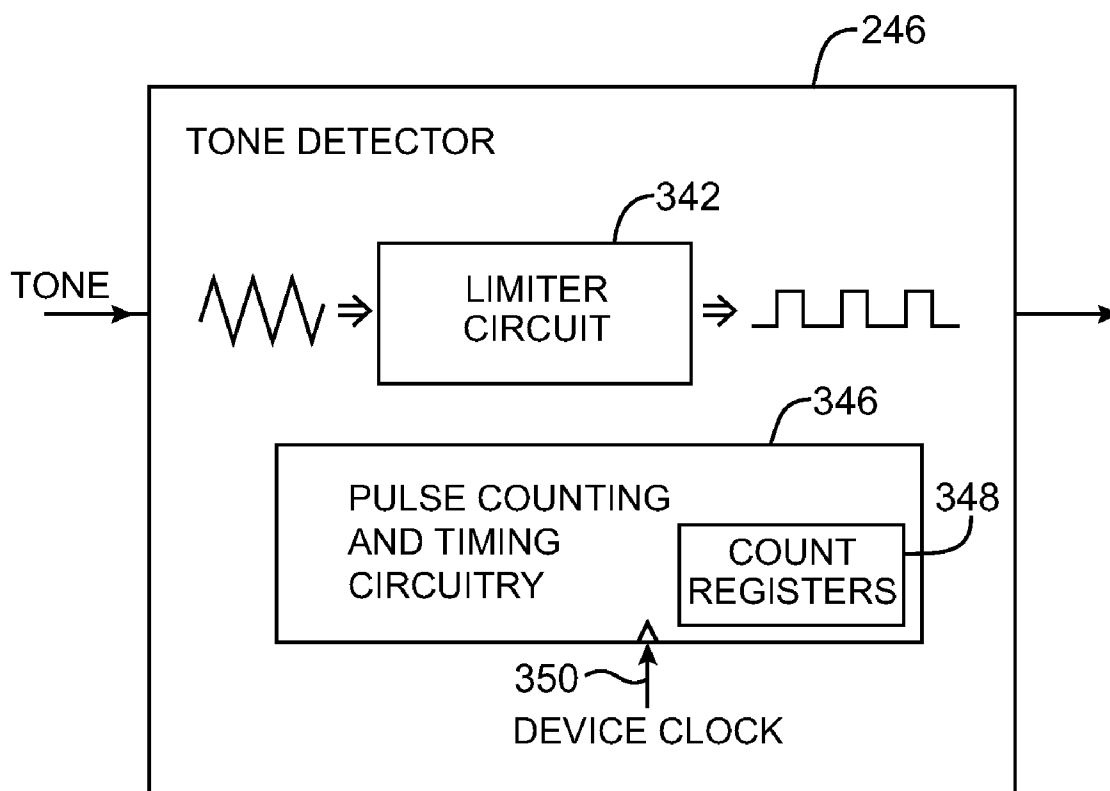 246
TONE DETECTOR
342
TONE
LIMITER
CIRCUIT
346
PULSE COUNTING
AND TIMING
CIRCUITRY
348
COUNT
REGISTERS
350
DEVICE CLOCK